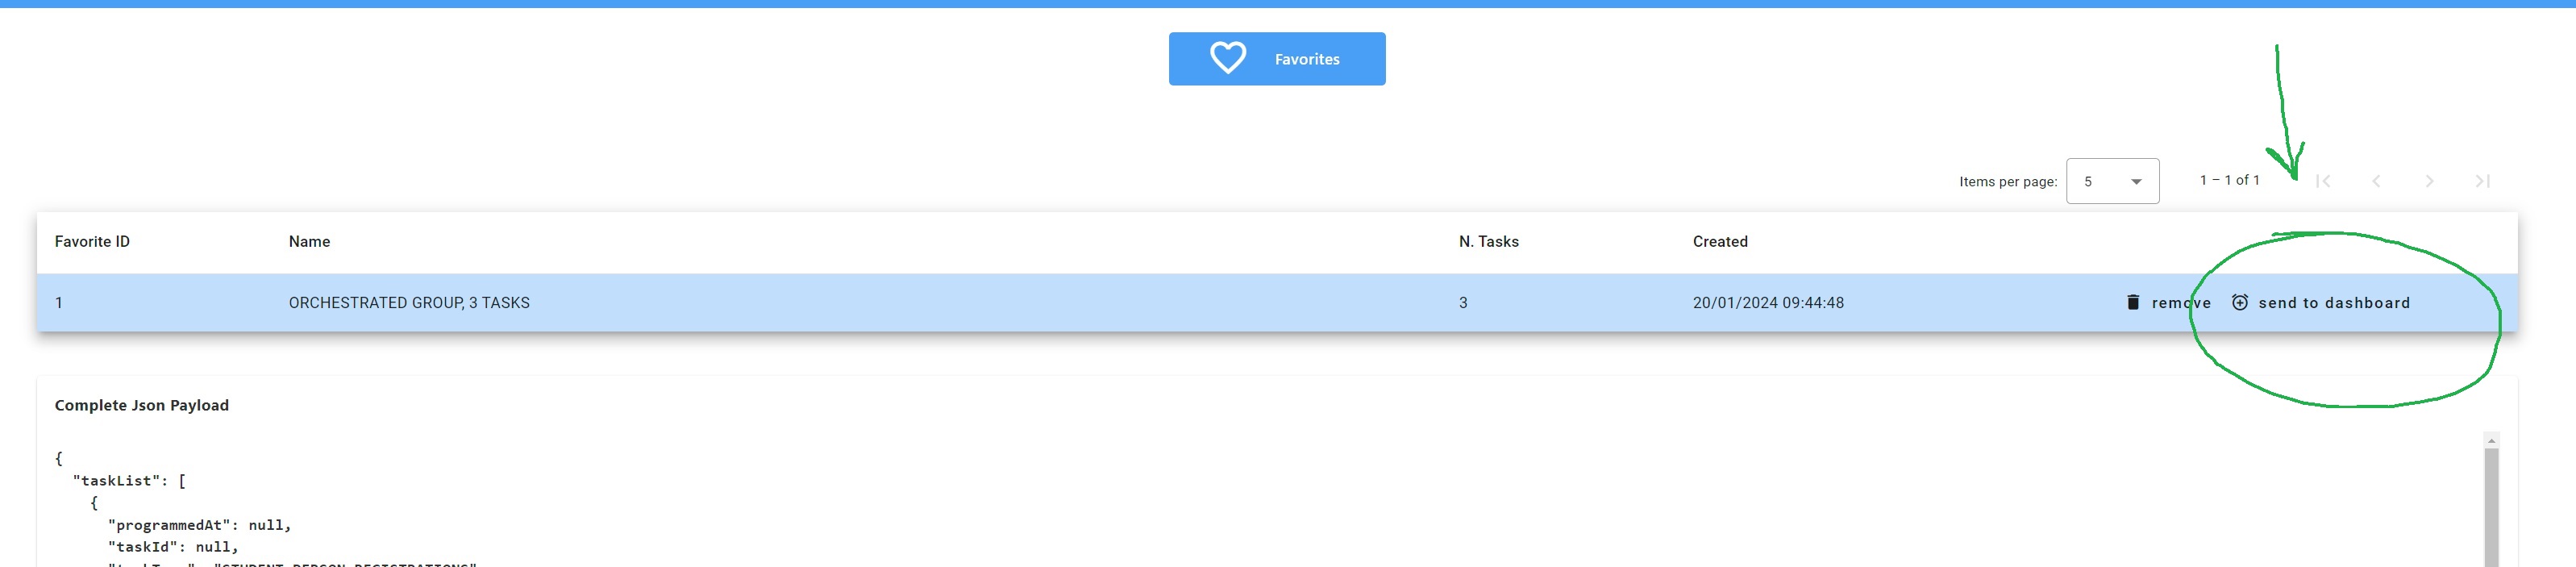 Favorites
Items per page: 5 1 – 1 of 1
Favorite ID Name N. Tasks Created
1 ORCHESTRATED GROUP, 3 TASKS 3 20/01/2024 09:44:48 remove send to dashboard
Complete Json Payload
{
"taskList": [
{
"programmedAt": null,
"taskId": null,